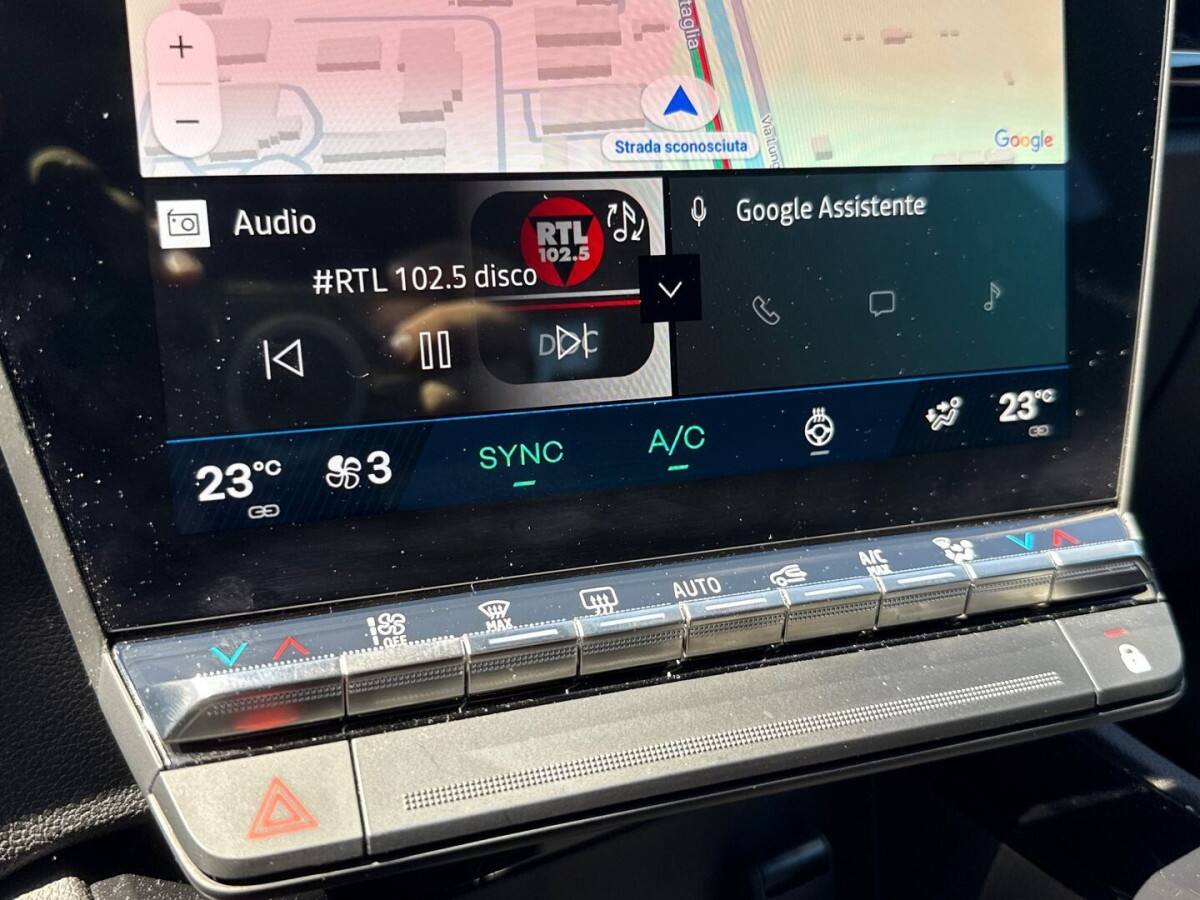 +
taglia
−
Strada sconosciuta
Google
Audio
RTL
102.5
Google Assistente
#RTL 102.5 disco
23°C
3
SYNC
A/C
23°C
OFF
MAX
AUTO
A/C
MAX